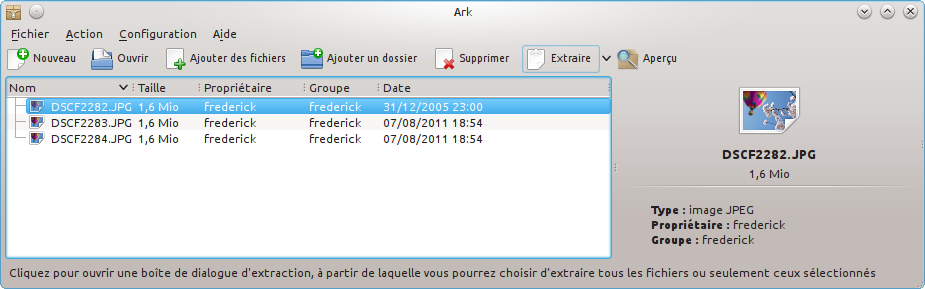 Ark
Fichier Action Configuration Aide
Nouveau Ouvrir Ajouter des fichiers Ajouter un dossier Supprimer Extraire Aperçu
Nom Taille Propriétaire Groupe Date
DSCF2282.JPG 1,6 Mio frederick frederick 31/12/2005 23:00
DSCF2283.JPG 1,6 Mio frederick frederick 07/08/2011 18:54
DSCF2284.JPG 1,6 Mio frederick frederick 07/08/2011 18:54
DSCF2282.JPG
1,6 Mio
Type : image JPEG
Propriétaire : frederick
Groupe : frederick
Cliquez pour ouvrir une boîte de dialogue d'extraction, à partir de laquelle vous pourrez choisir d'extraire tous les fichiers ou seulement ceux sélectionnés